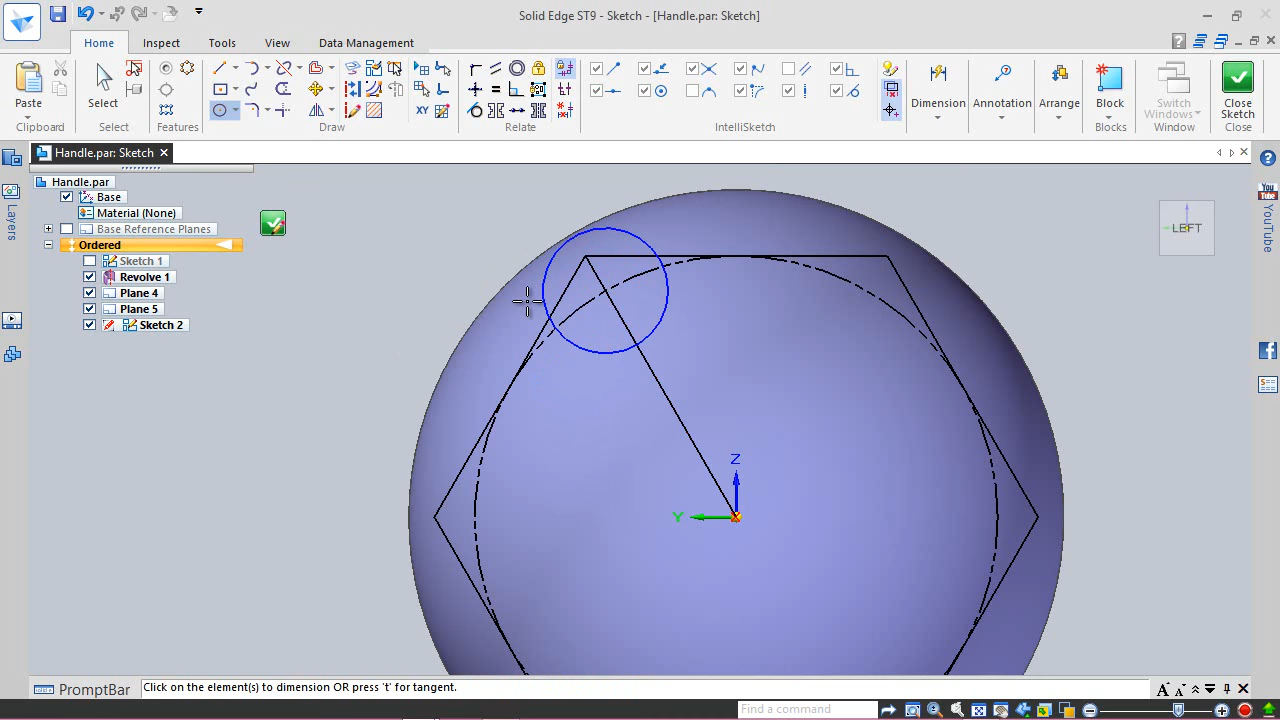 Solid Edge ST9 - Sketch - [Handle.par: Sketch]
Home Inspect Tools View Data Management
Paste
Select
XY
Dimension
Annotation
Arrange
Block
Switch
Windows
Close
Sketch
Clipboard Select Features Draw Relate IntelliSketch Blocks Window Close
Handle.par: Sketch
Handle.par
Base
Material (None)
Base Reference Planes
Ordered
Sketch 1
Revolve 1
Plane 4
Plane 5
Sketch 2
Layers
LEFT
You
Tube
YouTube
Z
Y
PromptBar
Click on the element(s) to dimension OR press 't' for tangent.
Find a command